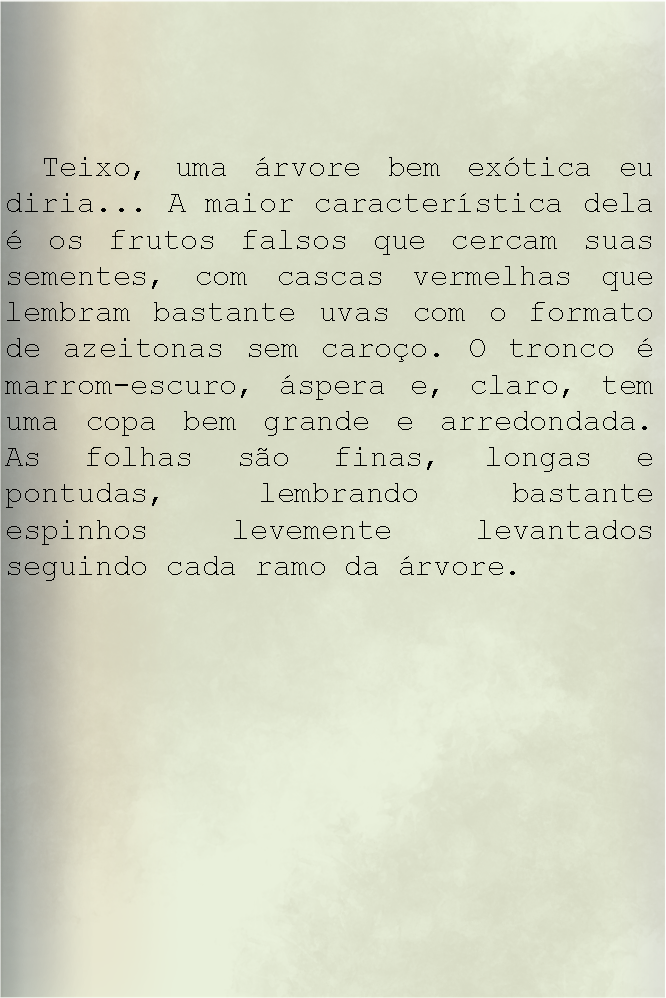 Teixo, uma árvore bem exótica eu
diria... A maior característica dela
é os frutos falsos que cercam suas
sementes, com cascas vermelhas que
lembram bastante uvas com o formato
de azeitonas sem caroço. O tronco é
marrom-escuro, áspera e, claro, tem
uma copa bem grande e arredondada.
As folhas são finas, longas e
pontudas, lembrando bastante
espinhos levemente levantados
seguindo cada ramo da árvore.